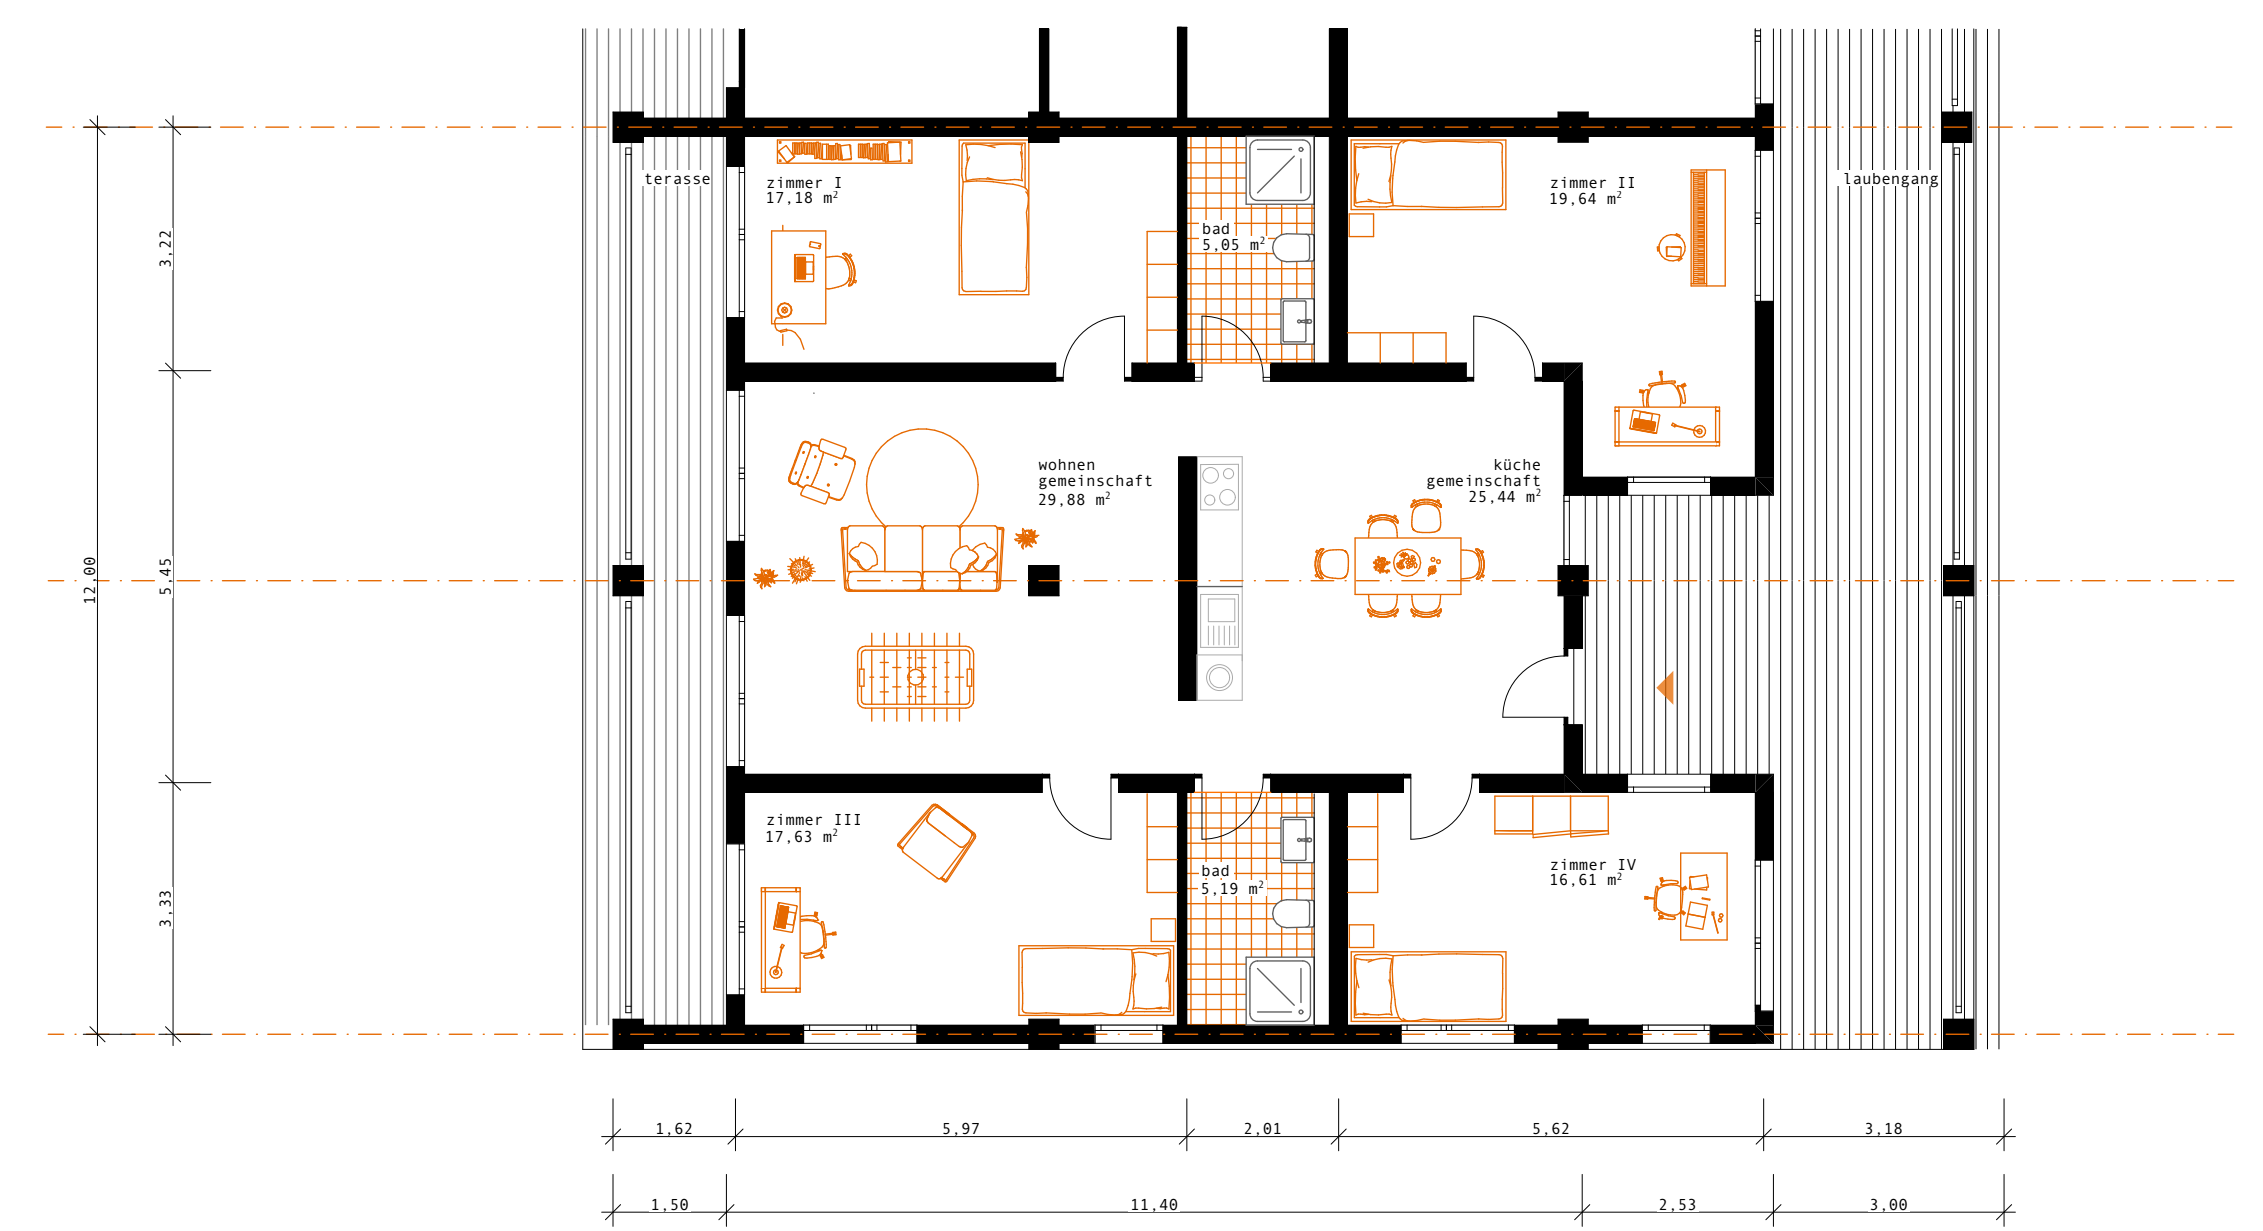 terasse
zimmer I
17,18 m²
bad
5,05 m²
zimmer II
19,64 m²
laubengang
3,22
12,00
5,45
3,33
wohnen
gemeinschaft
29,88 m²
küche
gemeinschaft
25,44 m²
zimmer III
17,63 m²
bad
5,19 m²
zimmer IV
16,61 m²
1,62
5,97
2,01
5,62
3,18
1,50
11,40
2,53
3,00